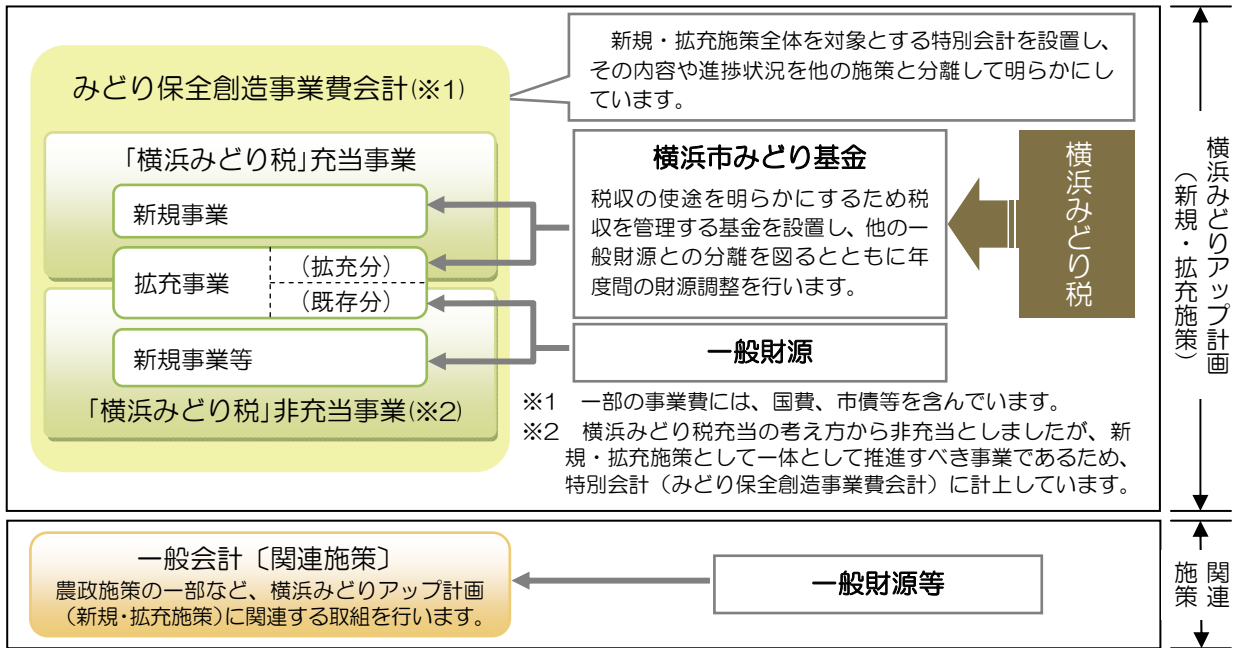 新規・拡充施策全体を対象とする特別会計を設置し、
その内容や進捗状況を他の施策と分離して明らかにし
ています。
みどり保全創造事業費会計(※1)
「横浜みどり税」充当事業
新規事業
拡充事業
（拡充分）
（既存分）
新規事業等
「横浜みどり税」非充当事業(※2)
横浜市みどり基金
税収の使途を明らかにするため税
収を管理する基金を設置し、他の一
般財源との分離を図るとともに年
度間の財源調整を行います。
横浜みどり税
一般財源
※1　一部の事業費には、国費、市債等を含んでいます。
※2　横浜みどり税充当の考え方から非充当としましたが、新
規・拡充施策として一体として推進すべき事業であるため、
特別会計（みどり保全創造事業費会計）に計上しています。
横浜みどりアップ計画
（新規・拡充施策）
一般会計〔関連施策〕
農政施策の一部など、横浜みどりアップ計画
（新規・拡充施策）に関連する取組を行います。
一般財源等
関連
施策